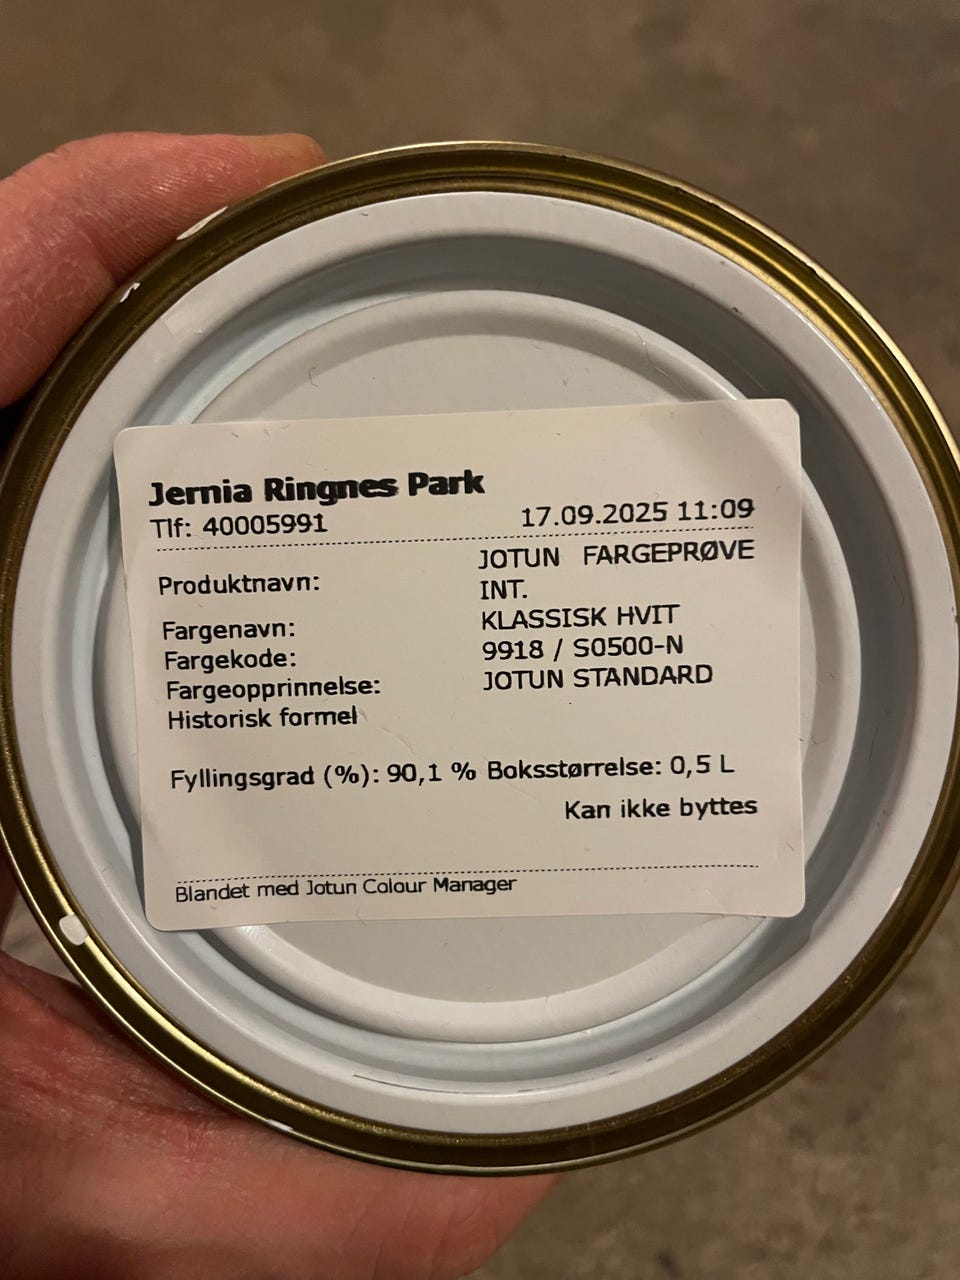 Jernia Ringnes Park
Tlf: 40005991 17.09.2025 11:09
Produktnavn: JOTUN FARGEPRØVE
INT.
Fargenavn: KLASSISK HVIT
Fargekode: 9918 / S0500-N
Fargeopprinnelse: JOTUN STANDARD
Historisk formel
Fyllingsgrad (%): 90,1 % Boksstørrelse: 0,5 L
Kan ikke byttes
Blandet med Jotun Colour Manager